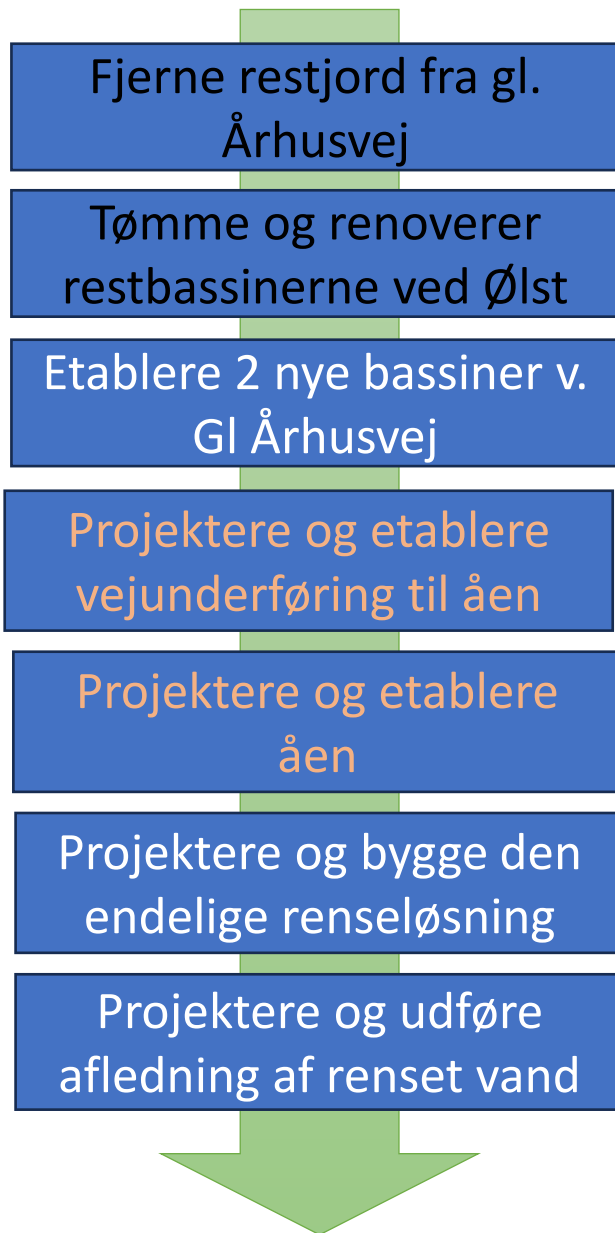 Fjerne restjord fra gl.
Århusvej
Tømme og renoverer
restbassinerne ved Ølst
Etablere 2 nye bassiner v.
Gl Århusvej
Projektere og etablere
vejunderføring til åen
Projektere og etablere
åen
Projektere og bygge den
endelige renseløsning
Projektere og udføre
afledning af renset vand